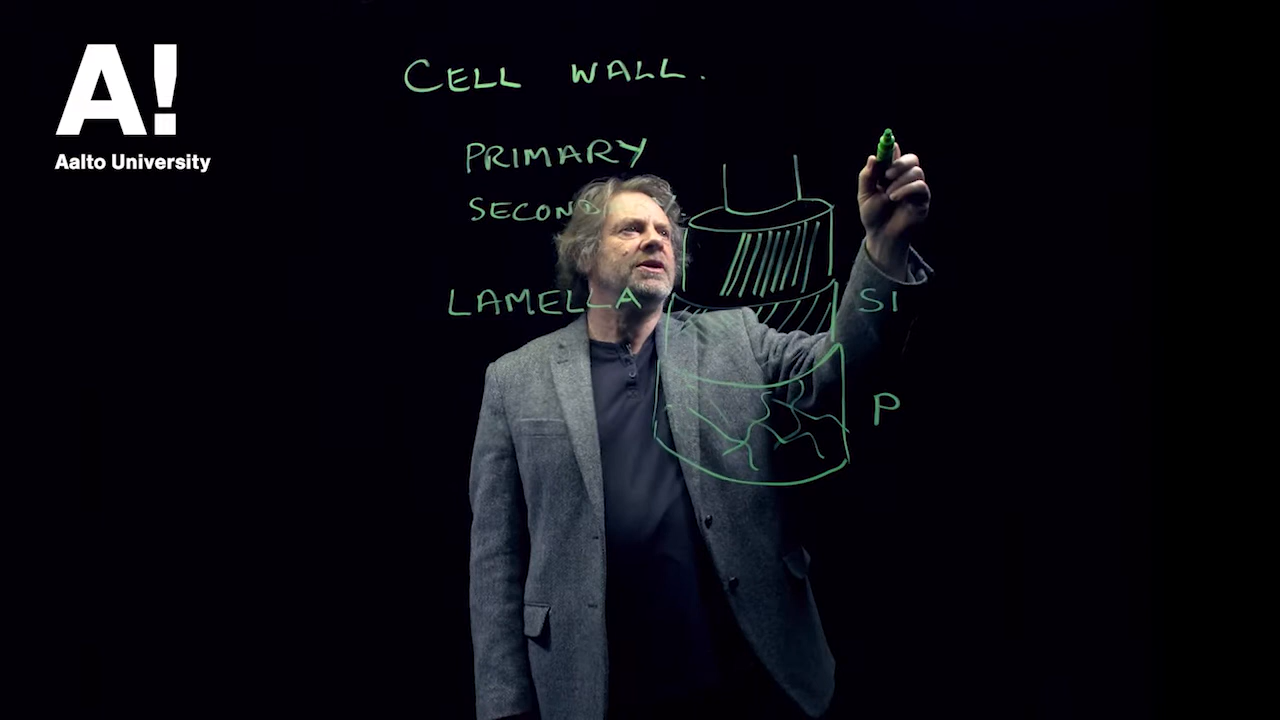 A!
Aalto University
CELL WALL.
PRIMARY
SECOND
LAMELLA
S1
P